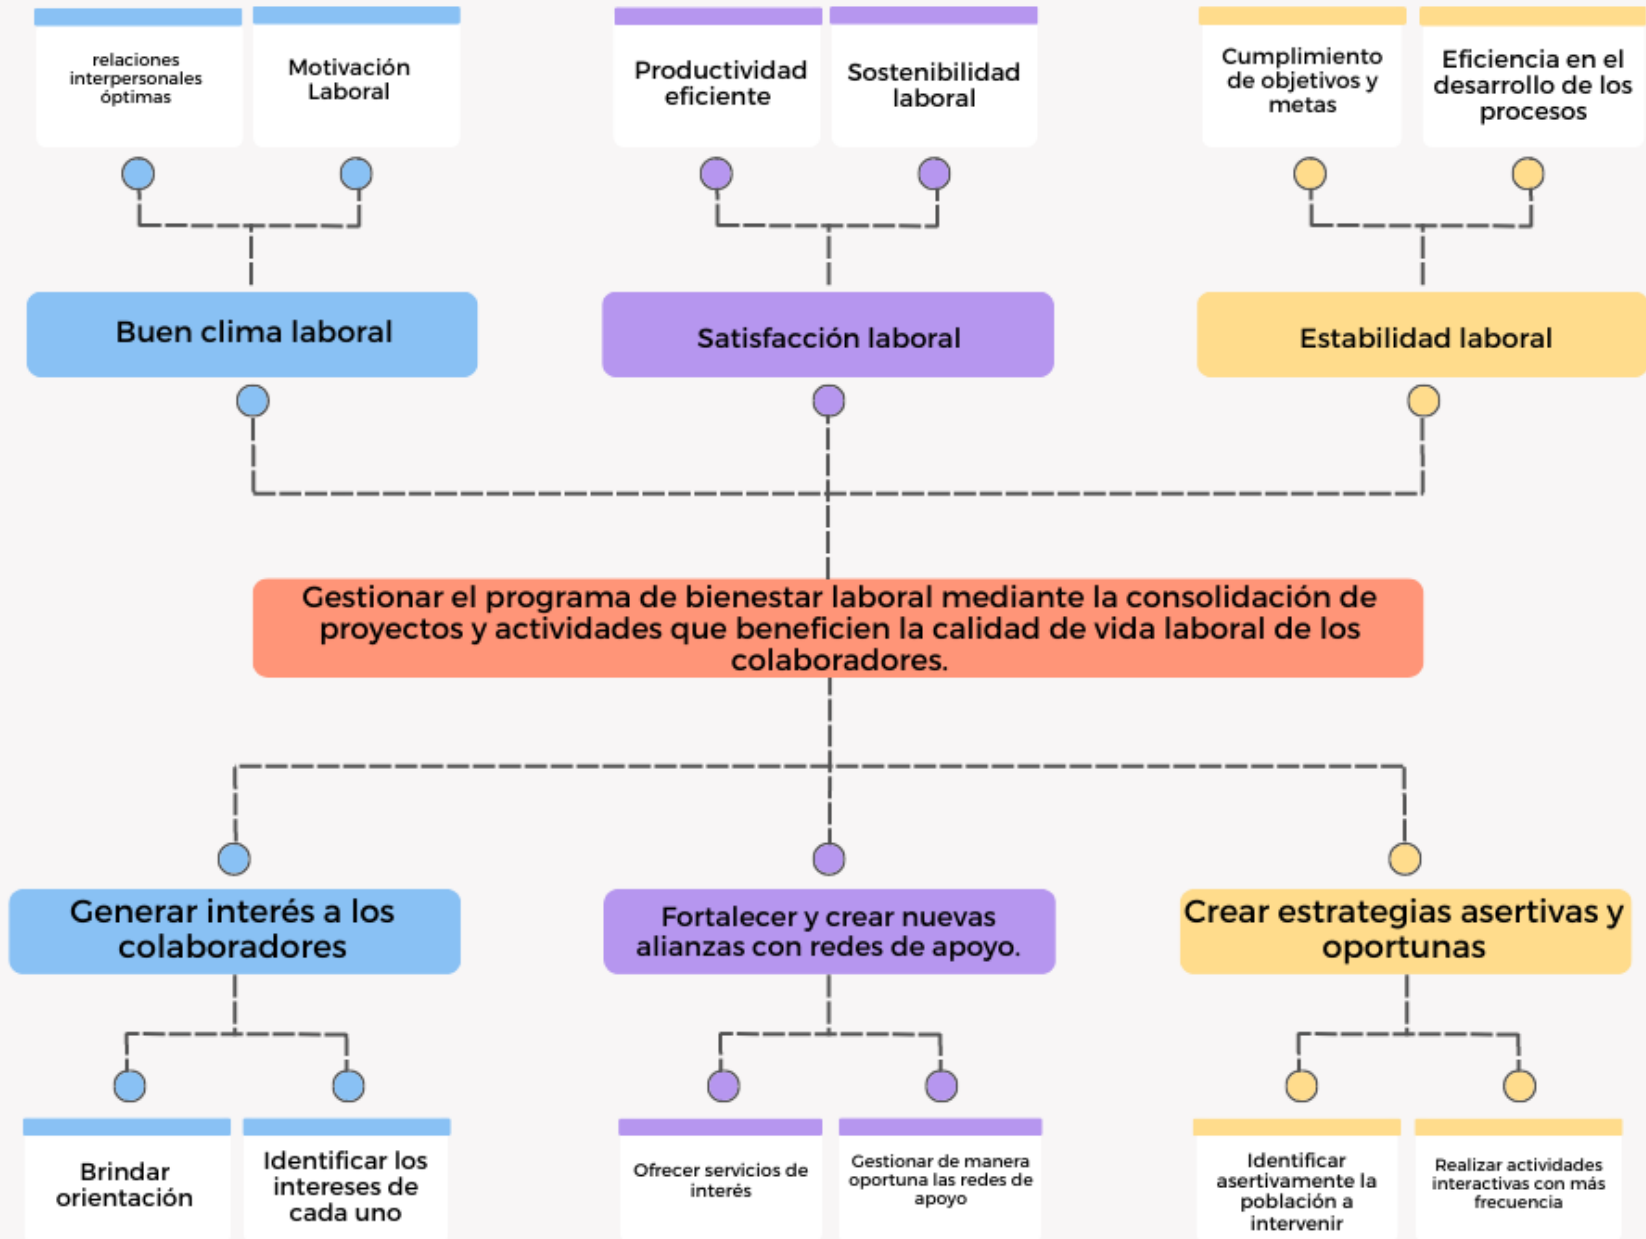 relaciones
interpersonales
óptimas
Motivación
Laboral
Productividad
eficiente
Sostenibilidad
laboral
Cumplimiento
de objetivos y
metas
Eficiencia en el
desarrollo de los
procesos
Buen clima laboral
Satisfacción laboral
Estabilidad laboral
Gestionar el programa de bienestar laboral mediante la consolidación de
proyectos y actividades que beneficien la calidad de vida laboral de los
colaboradores.
Generar interés a los
colaboradores
Fortalecer y crear nuevas
alianzas con redes de apoyo.
Crear estrategias asertivas y
oportunas
Brindar
orientación
Identificar los
intereses de
cada uno
Ofrecer servicios de
interés
Gestionar de manera
oportuna las redes de
apoyo
Identificar
asertivamente la
población a
intervenir
Realizar actividades
interactivas con más
frecuencia